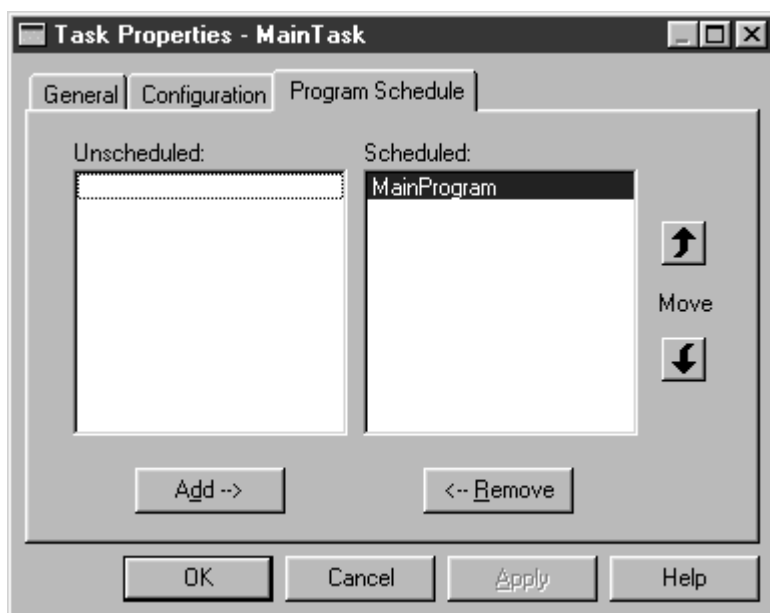 Task Properties - MainTask
General Configuration Program Schedule
Unscheduled: Scheduled:
MainProgram
Move
Add --> <-- Remove
OK Cancel Apply Help